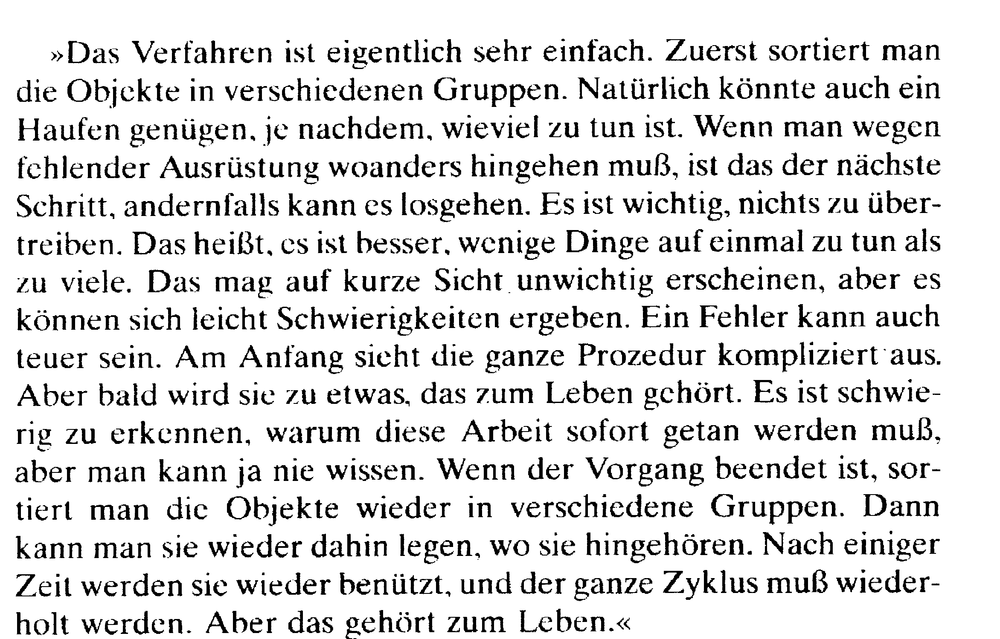 »Das Verfahren ist eigentlich sehr einfach. Zuerst sortiert man
die Objekte in verschiedenen Gruppen. Natürlich könnte auch ein
Haufen genügen, je nachdem, wieviel zu tun ist. Wenn man wegen
fehlender Ausrüstung woanders hingehen muß, ist das der nächste
Schritt, andernfalls kann es losgehen. Es ist wichtig, nichts zu über-
treiben. Das heißt, es ist besser, wenige Dinge auf einmal zu tun als
zu viele. Das mag auf kurze Sicht unwichtig erscheinen, aber es
können sich leicht Schwierigkeiten ergeben. Ein Fehler kann auch
teuer sein. Am Anfang sieht die ganze Prozedur kompliziert aus.
Aber bald wird sie zu etwas, das zum Leben gehört. Es ist schwie-
rig zu erkennen, warum diese Arbeit sofort getan werden muß,
aber man kann ja nie wissen. Wenn der Vorgang beendet ist, sor-
tiert man die Objekte wieder in verschiedene Gruppen. Dann
kann man sie wieder dahin legen, wo sie hingehören. Nach einiger
Zeit werden sie wieder benützt, und der ganze Zyklus muß wieder-
holt werden. Aber das gehört zum Leben.«